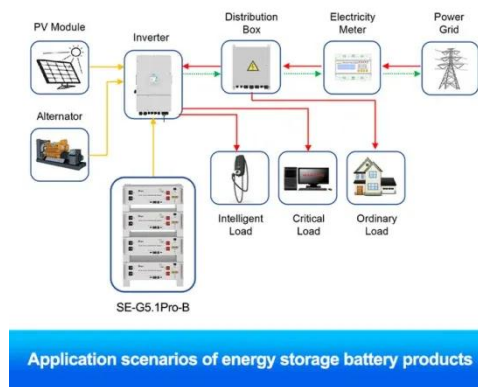 PV Module
Inverter
Distribution
Box
Electricity
Meter
Power
Grid
Alternator
Intelligent
Load
Critical
Load
Ordinary
Load
SE-G5.1Pro-B
Application scenarios of energy storage battery products